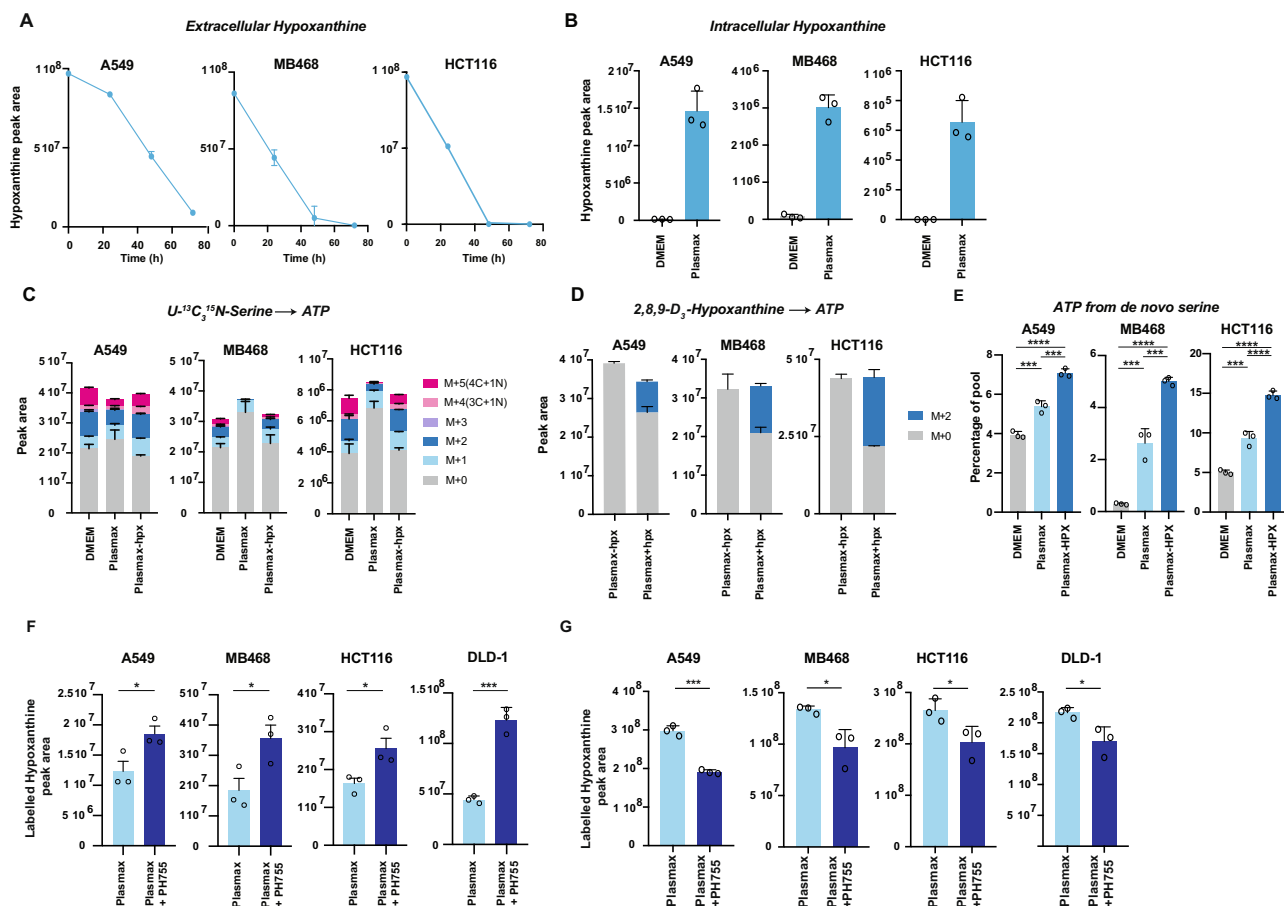 A
Extracellular Hypoxanthine
A549
MB468
HCT116
Hypoxanthine peak area
1 10⁸
5 10⁷
0
0 20 40 60 80
Time (h)
1 10⁸
5 10⁷
0
0 20 40 60 80
Time (h)
1 10⁸
10⁷
0
0 20 40 60 80
Time (h)
B
Intracellular Hypoxanthine
A549
MB468
HCT116
Hypoxanthine peak area
2 10⁷
1.5 10⁷
1 10⁷
5 10⁶
0
DMEM
Plasmax
4 10⁶
3 10⁶
2 10⁶
1 10⁶
0
DMEM
Plasmax
1 10⁶
8 10⁵
6 10⁵
4 10⁵
2 10⁵
0
DMEM
Plasmax
C
U-¹³C₃¹⁵N-Serine → ATP
A549
MB468
HCT116
Peak area
5 10⁷
4 10⁷
3 10⁷
2 10⁷
1 10⁷
0
DMEM
Plasmax
Plasmax-hpx
5 10⁷
4 10⁷
3 10⁷
2 10⁷
1 10⁷
0
DMEM
Plasmax
Plasmax-hpx
1 10⁷
8 10⁶
6 10⁶
4 10⁶
2 10⁶
0
DMEM
Plasmax
Plasmax-hpx
M+5(4C+1N)
M+4(3C+1N)
M+3
M+2
M+1
M+0
D
2,8,9-D₃-Hypoxanthine → ATP
A549
MB468
HCT116
Peak area
4 10⁷
3 10⁷
2 10⁷
1 10⁷
0
Plasmax-hpx
Plasmax+hpx
4 10⁷
3 10⁷
2 10⁷
1 10⁷
0
Plasmax-hpx
Plasmax+hpx
5 10⁷
2.5 10⁷
0
Plasmax-hpx
Plasmax+hpx
M+2
M+0
E
ATP from de novo serine
A549
MB468
HCT116
Percentage of pool
****
*** ***
8
6
4
2
0
DMEM
Plasmax
Plasmax-HPX
****
*** ***
6
4
2
0
DMEM
Plasmax
Plasmax-HPX
****
*** ****
20
15
10
5
0
DMEM
Plasmax
Plasmax-HPX
F
A549
MB468
HCT116
DLD-1
Labelled Hypoxanthine
peak area
*
2.5 10⁷
2 10⁷
1.5 10⁷
1 10⁷
5 10⁶
0
Plasmax
Plasmax
+ PH755
*
5 10⁷
4 10⁷
3 10⁷
2 10⁷
1 10⁷
0
Plasmax
Plasmax
+ PH755
*
4 10⁷
3 10⁷
2 10⁷
1 10⁷
0
Plasmax
Plasmax
+ PH755
***
1.5 10⁸
1 10⁸
5 10⁷
0
Plasmax
Plasmax
+ PH755
G
A549
MB468
HCT116
DLD-1
Labelled Hypoxanthine
peak area
***
4 10⁸
3 10⁸
2 10⁸
1 10⁸
0
Plasmax
Plasmax
+PH755
*
1.5 10⁸
1 10⁸
5 10⁷
0
Plasmax
Plasmax
+PH755
*
3 10⁸
2 10⁸
1 10⁸
0
Plasmax
Plasmax
+PH755
*
2.5 10⁸
2 10⁸
1.5 10⁸
1 10⁸
5 10⁷
0
Plasmax
Plasmax
+PH755